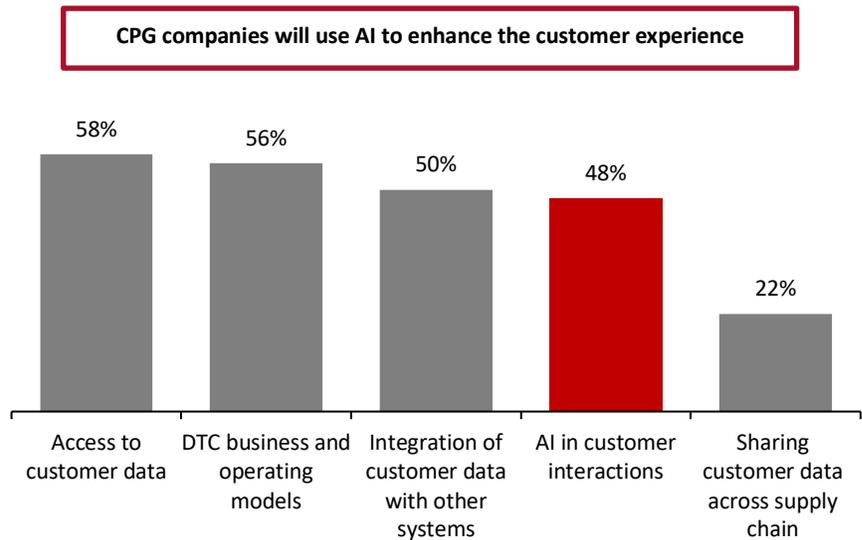 CPG companies will use AI to enhance the customer experience
58%
56%
50%
48%
22%
Access to
customer data
DTC business and
operating
models
Integration of
customer data
with other
systems
AI in customer
interactions
Sharing
customer data
across supply
chain